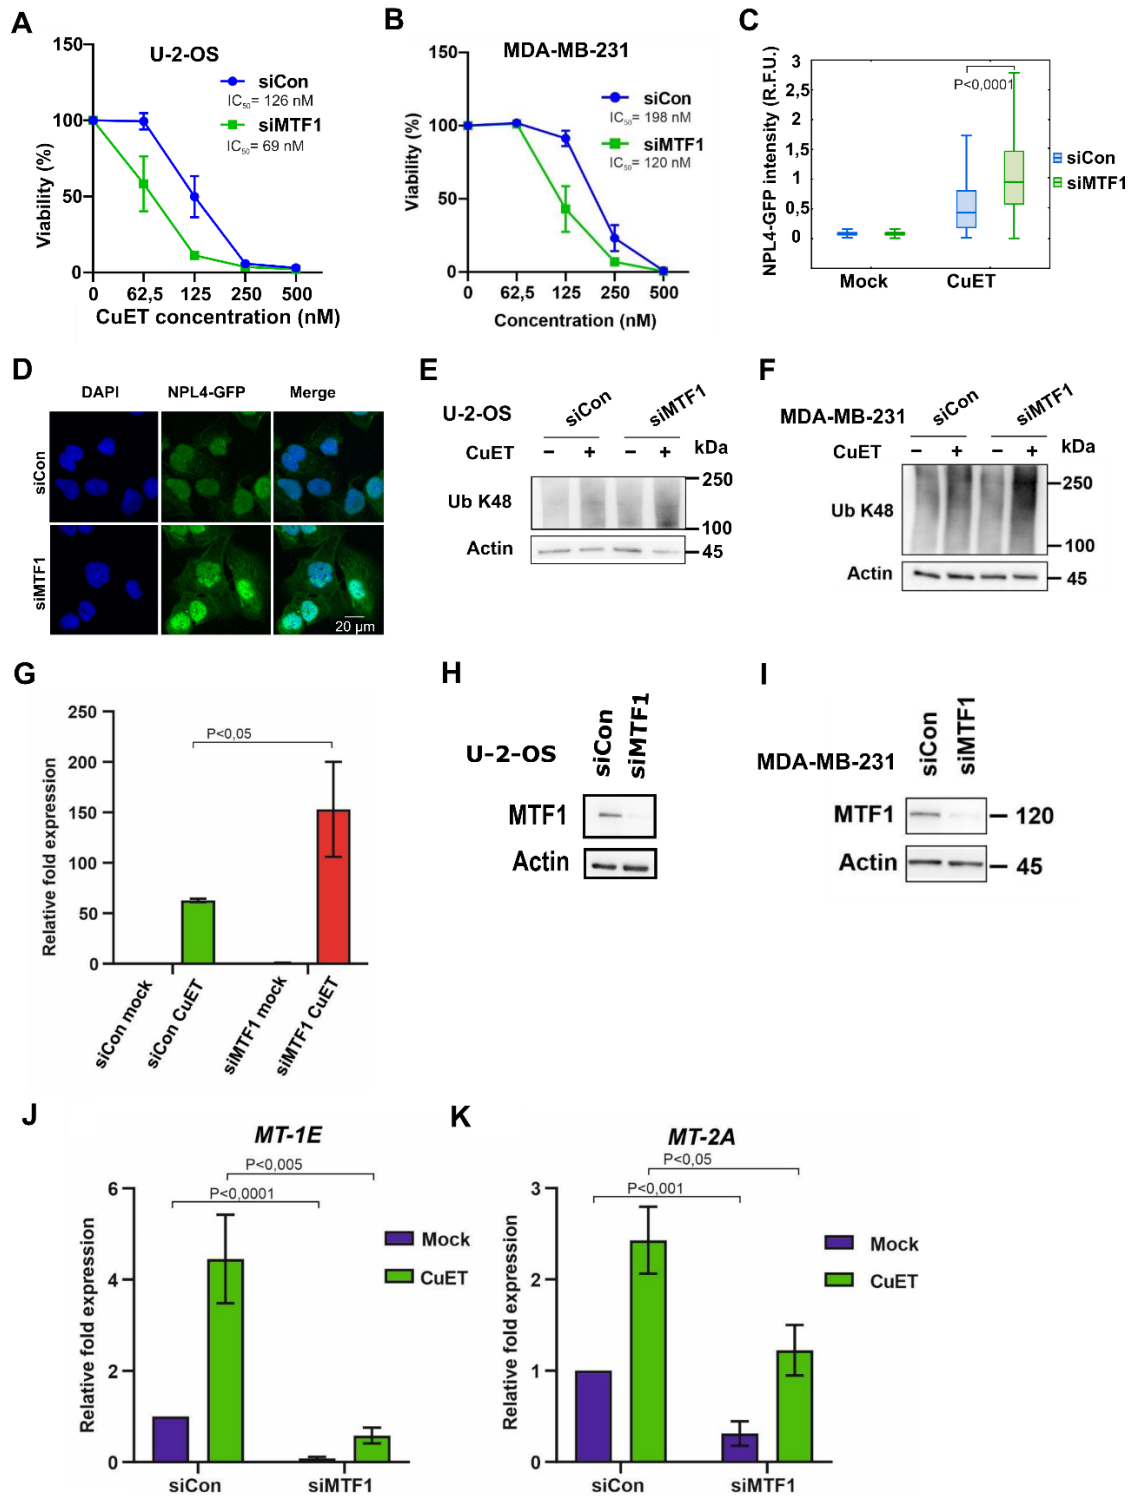 A
U-2-OS
150
100
50
0
Viability (%)
siCon
IC50= 126 nM
siMTF1
IC50= 69 nM
0 62,5 125 250 500
CuET concentration (nM)
B
MDA-MB-231
150
100
50
0
Viability (%)
siCon
IC50= 198 nM
siMTF1
IC50= 120 nM
0 62,5 125 250 500
Concentration (nM)
C
NPL4-GFP intensity (R.F.U.)
3
2,5
2
1,5
1
0,5
0
P<0,0001
siCon
siMTF1
Mock CuET
D
DAPI NPL4-GFP Merge
siCon
siMTF1
20 µm
E
U-2-OS siCon siMTF1
CuET – + – + kDa
Ub K48
250
100
Actin 45
F
MDA-MB-231 siCon siMTF1
CuET – + – + kDa
Ub K48
250
100
Actin 45
G
Relative fold expression
250
200
150
100
50
0
P<0,05
siCon mock
siCon CuET
siMTF1 mock
siMTF1 CuET
H
U-2-OS siCon siMTF1
MTF1
Actin
I
MDA-MB-231 siCon siMTF1
MTF1 120
Actin 45
J
MT-1E
P<0,005
P<0,0001
Relative fold expression
6
4
2
0
Mock
CuET
siCon siMTF1
K
MT-2A
P<0,05
P<0,001
Relative fold expression
3
2
1
0
Mock
CuET
siCon siMTF1